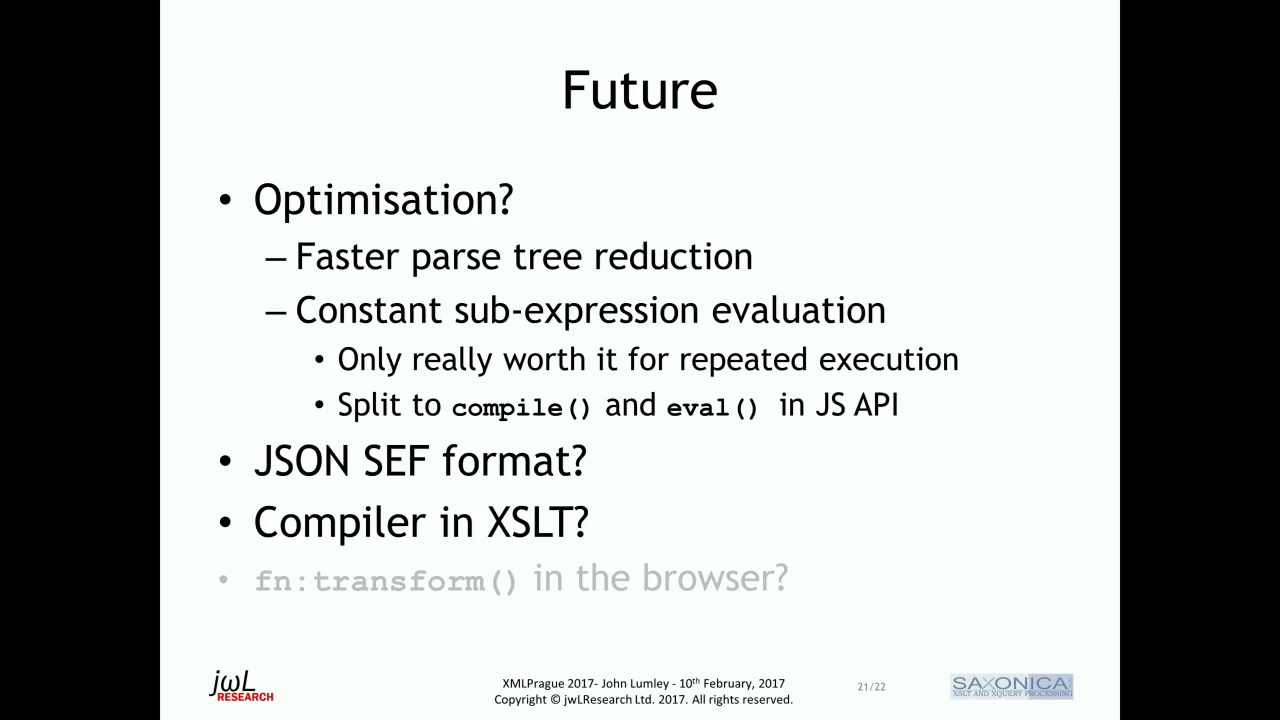 Future
• Optimisation?
– Faster parse tree reduction
– Constant sub-expression evaluation
• Only really worth it for repeated execution
• Split to compile() and eval() in JS API
• JSON SEF format?
• Compiler in XSLT?
• fn:transform() in the browser?
jωL
RESEARCH
XMLPrague 2017- John Lumley - 10th February, 2017
Copyright © jwLResearch Ltd. 2017. All rights reserved.
21/22
SAXONICA
XSLT AND XQUERY PROCESSING